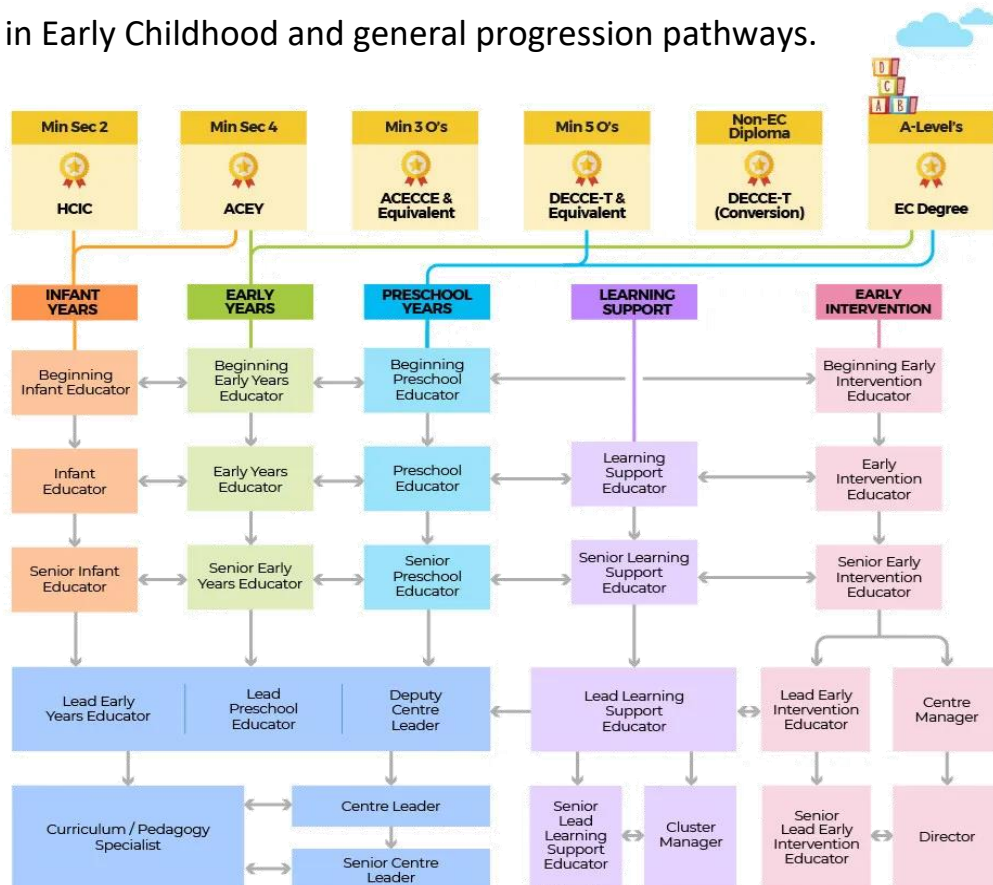 in Early Childhood and general progression pathways.
D
C
A B
Min Sec 2
HCIC
Min Sec 4
ACEY
Min 3 O's
ACECCE &
Equivalent
Min 5 O's
DECCE-T &
Equivalent
Non-EC
Diploma
DECCE-T
(Conversion)
A-Level's
EC Degree
INFANT
YEARS
EARLY
YEARS
PRESCHOOL
YEARS
LEARNING
SUPPORT
EARLY
INTERVENTION
Beginning
Infant Educator
Beginning
Early Years
Educator
Beginning
Preschool
Educator
Beginning Early
Intervention
Educator
Infant
Educator
Early Years
Educator
Preschool
Educator
Learning
Support
Educator
Early
Intervention
Educator
Senior Infant
Educator
Senior Early
Years Educator
Senior
Preschool
Educator
Senior Learning
Support
Educator
Senior Early
Intervention
Educator
Lead Early
Years Educator
Lead
Preschool
Educator
Deputy
Centre
Leader
Lead Learning
Support
Educator
Lead Early
Intervention
Educator
Centre
Manager
Curriculum / Pedagogy
Specialist
Centre Leader
Senior Centre
Leader
Senior
Lead
Learning
Support
Educator
Cluster
Manager
Senior
Lead Early
Intervention
Educator
Director